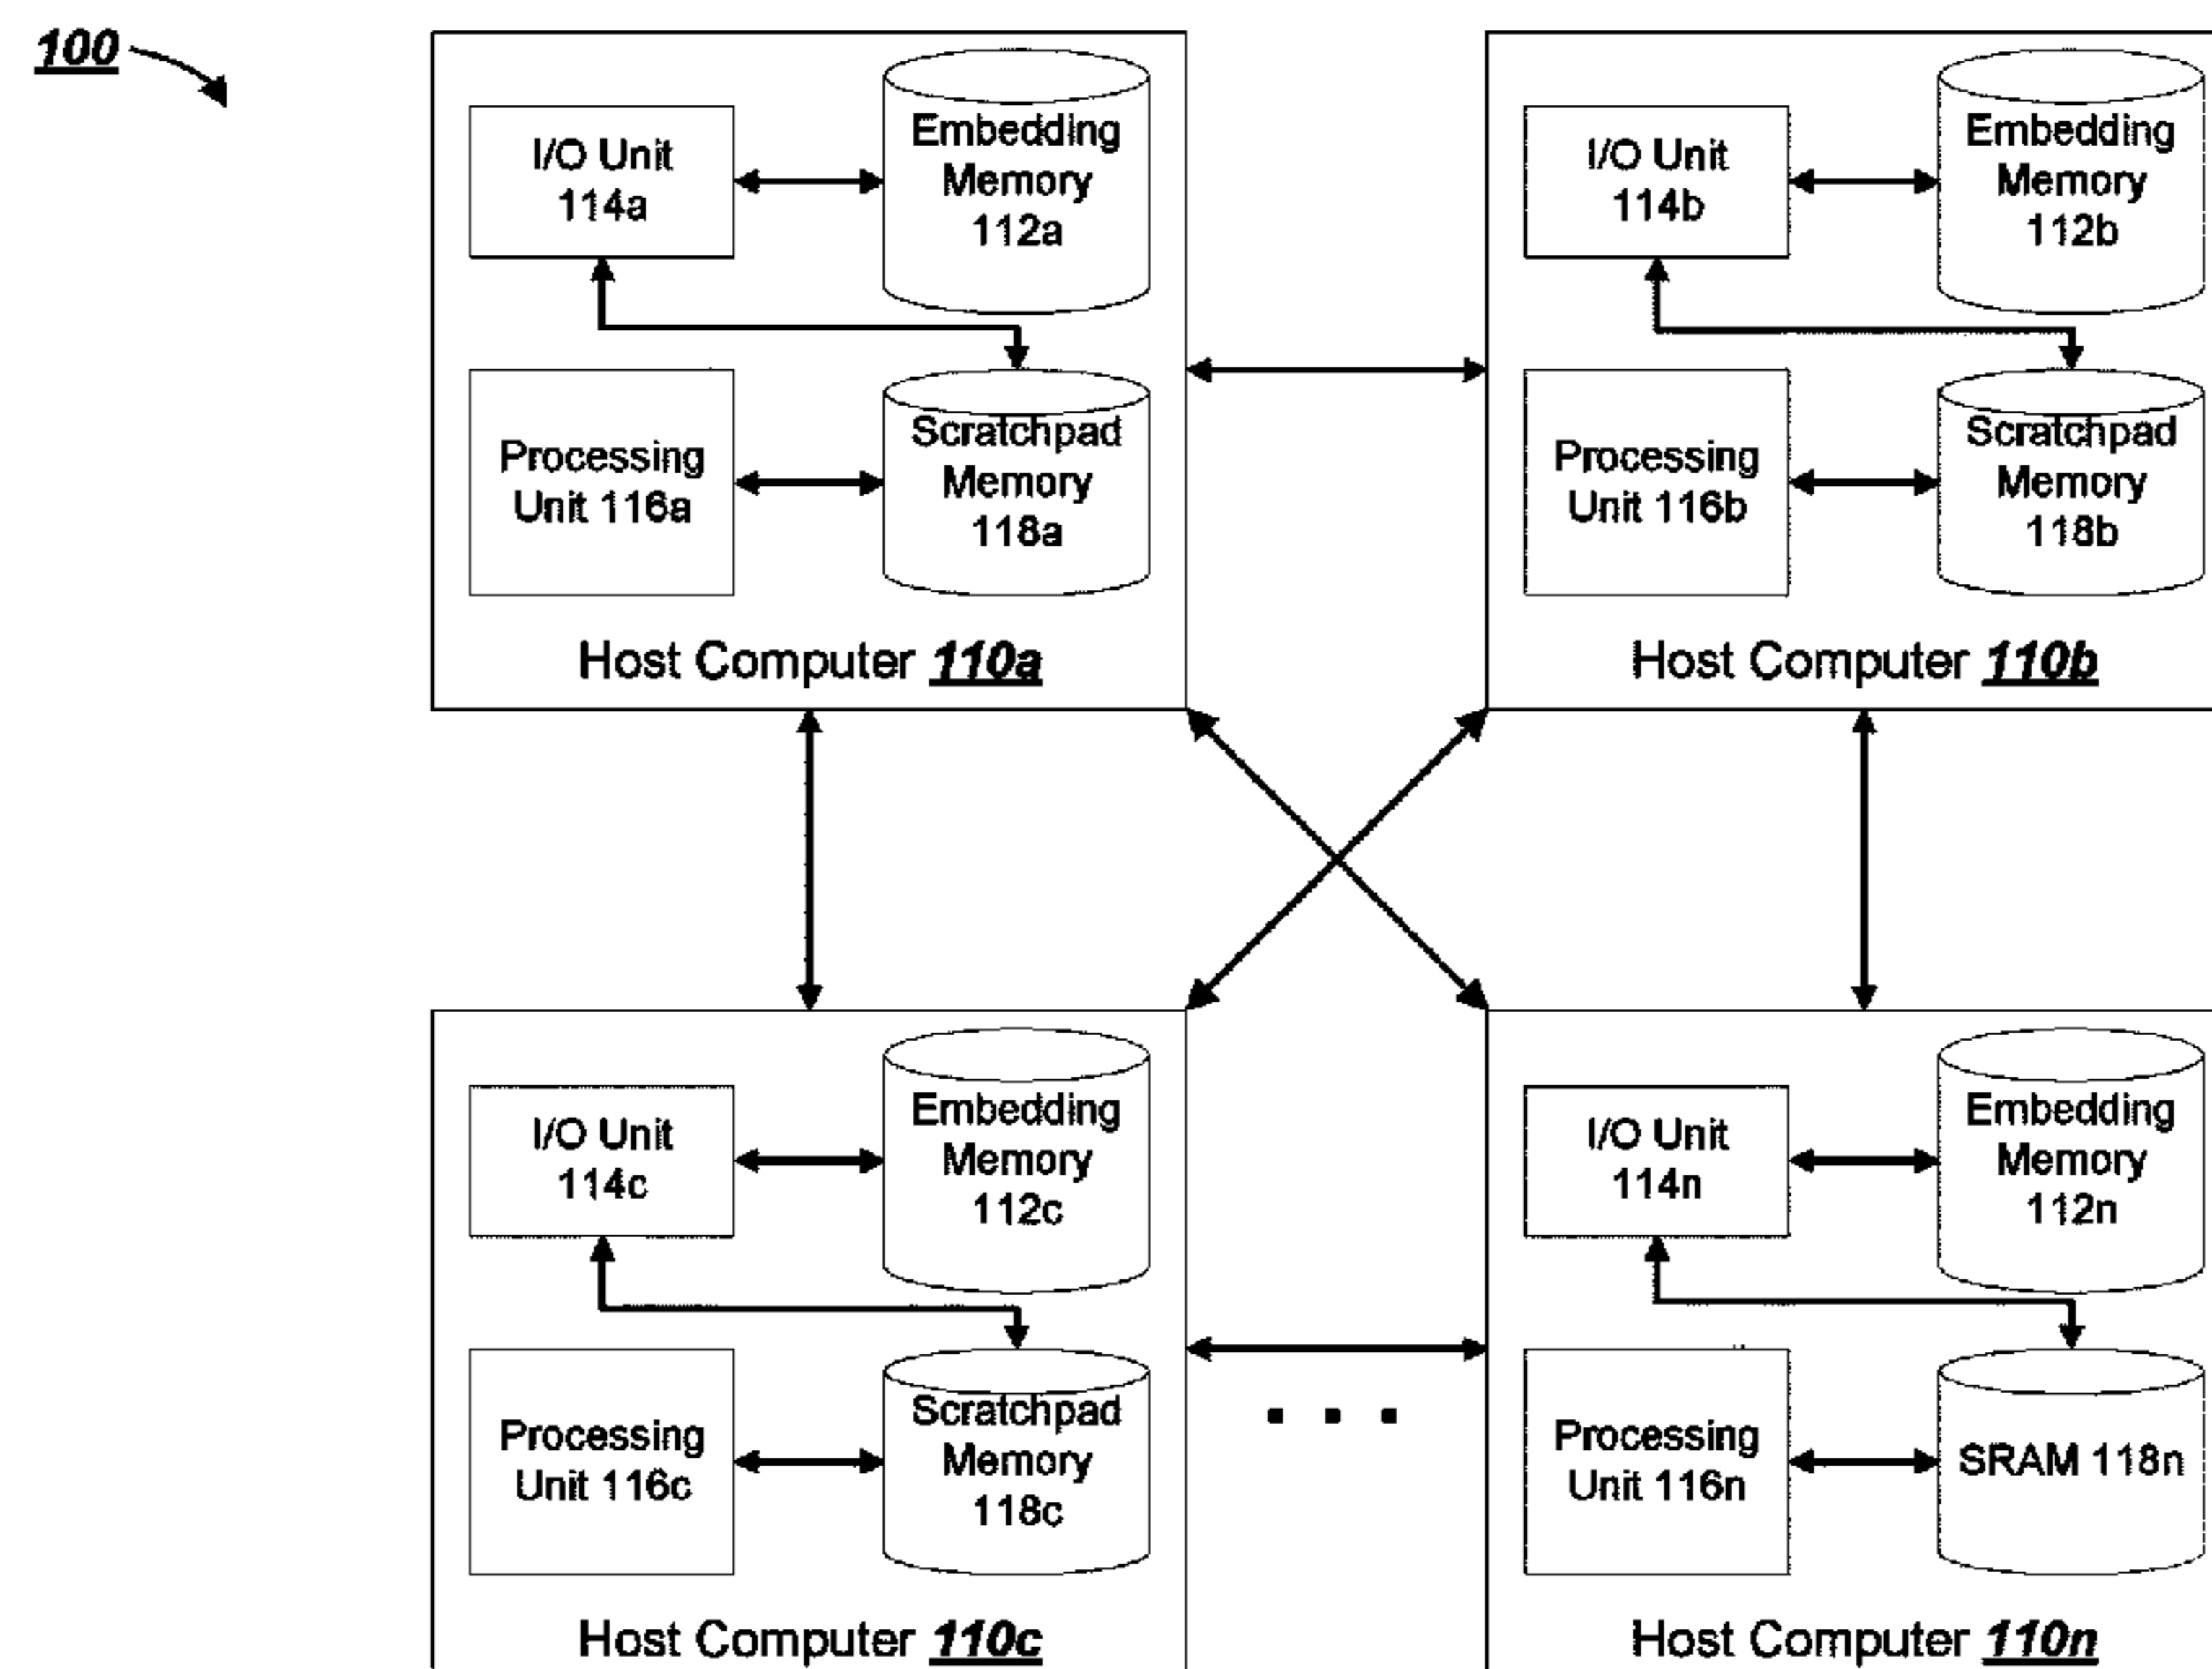 100
I/O Unit
114a
Embedding
Memory
112a
Processing
Unit 116a
Scratchpad
Memory
118a
Host Computer 110a
I/O Unit
114b
Embedding
Memory
112b
Processing
Unit 116b
Scratchpad
Memory
118b
Host Computer 110b
I/O Unit
114c
Embedding
Memory
112c
Processing
Unit 116c
Scratchpad
Memory
118c
Host Computer 110c
. . .
I/O Unit
114n
Embedding
Memory
112n
Processing
Unit 116n
SRAM 118n
Host Computer 110n